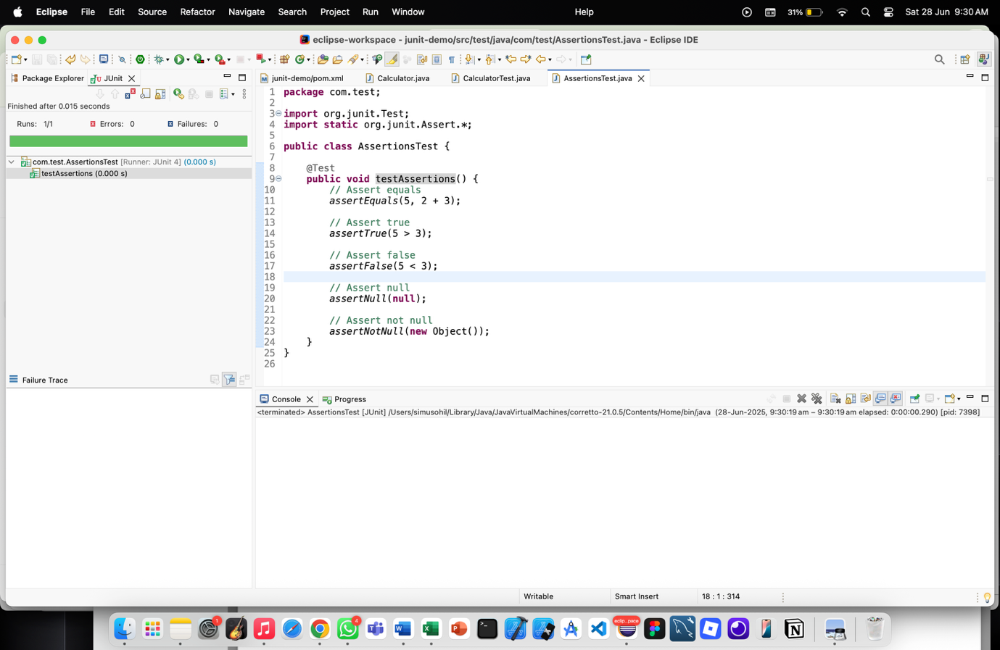 Eclipse File Edit Source Refactor Navigate Search Project Run Window Help 31% Sat 28 Jun 9:30 AM
eclipse-workspace - junit-demo/src/test/java/com/test/AssertionsTest.java - Eclipse IDE
Package Explorer JUnit
Finished after 0.015 seconds
Runs: 1/1 Errors: 0 Failures: 0
com.test.AssertionsTest [Runner: JUnit 4] (0.000 s)
testAssertions (0.000 s)
Failure Trace
junit-demo/pom.xml Calculator.java CalculatorTest.java AssertionsTest.java
1 package com.test;
2
3 import org.junit.Test;
4 import static org.junit.Assert.*;
5
6 public class AssertionsTest {
7
8 @Test
9 public void testAssertions() {
10 // Assert equals
11 assertEquals(5, 2 + 3);
12
13 // Assert true
14 assertTrue(5 > 3);
15
16 // Assert false
17 assertFalse(5 < 3);
18
19 // Assert null
20 assertNull(null);
21
22 // Assert not null
23 assertNotNull(new Object());
24 }
25 }
26
Console Progress
<terminated> AssertionsTest [JUnit] /Users/simusohil/Library/Java/JavaVirtualMachines/corretto-21.0.5/Contents/Home/bin/java (28-Jun-2025, 9:30:19 am – 9:30:19 am elapsed: 0:00:00.290) [pid: 7398]
Writable Smart Insert 18 : 1 : 314
1 4 eclip...pace